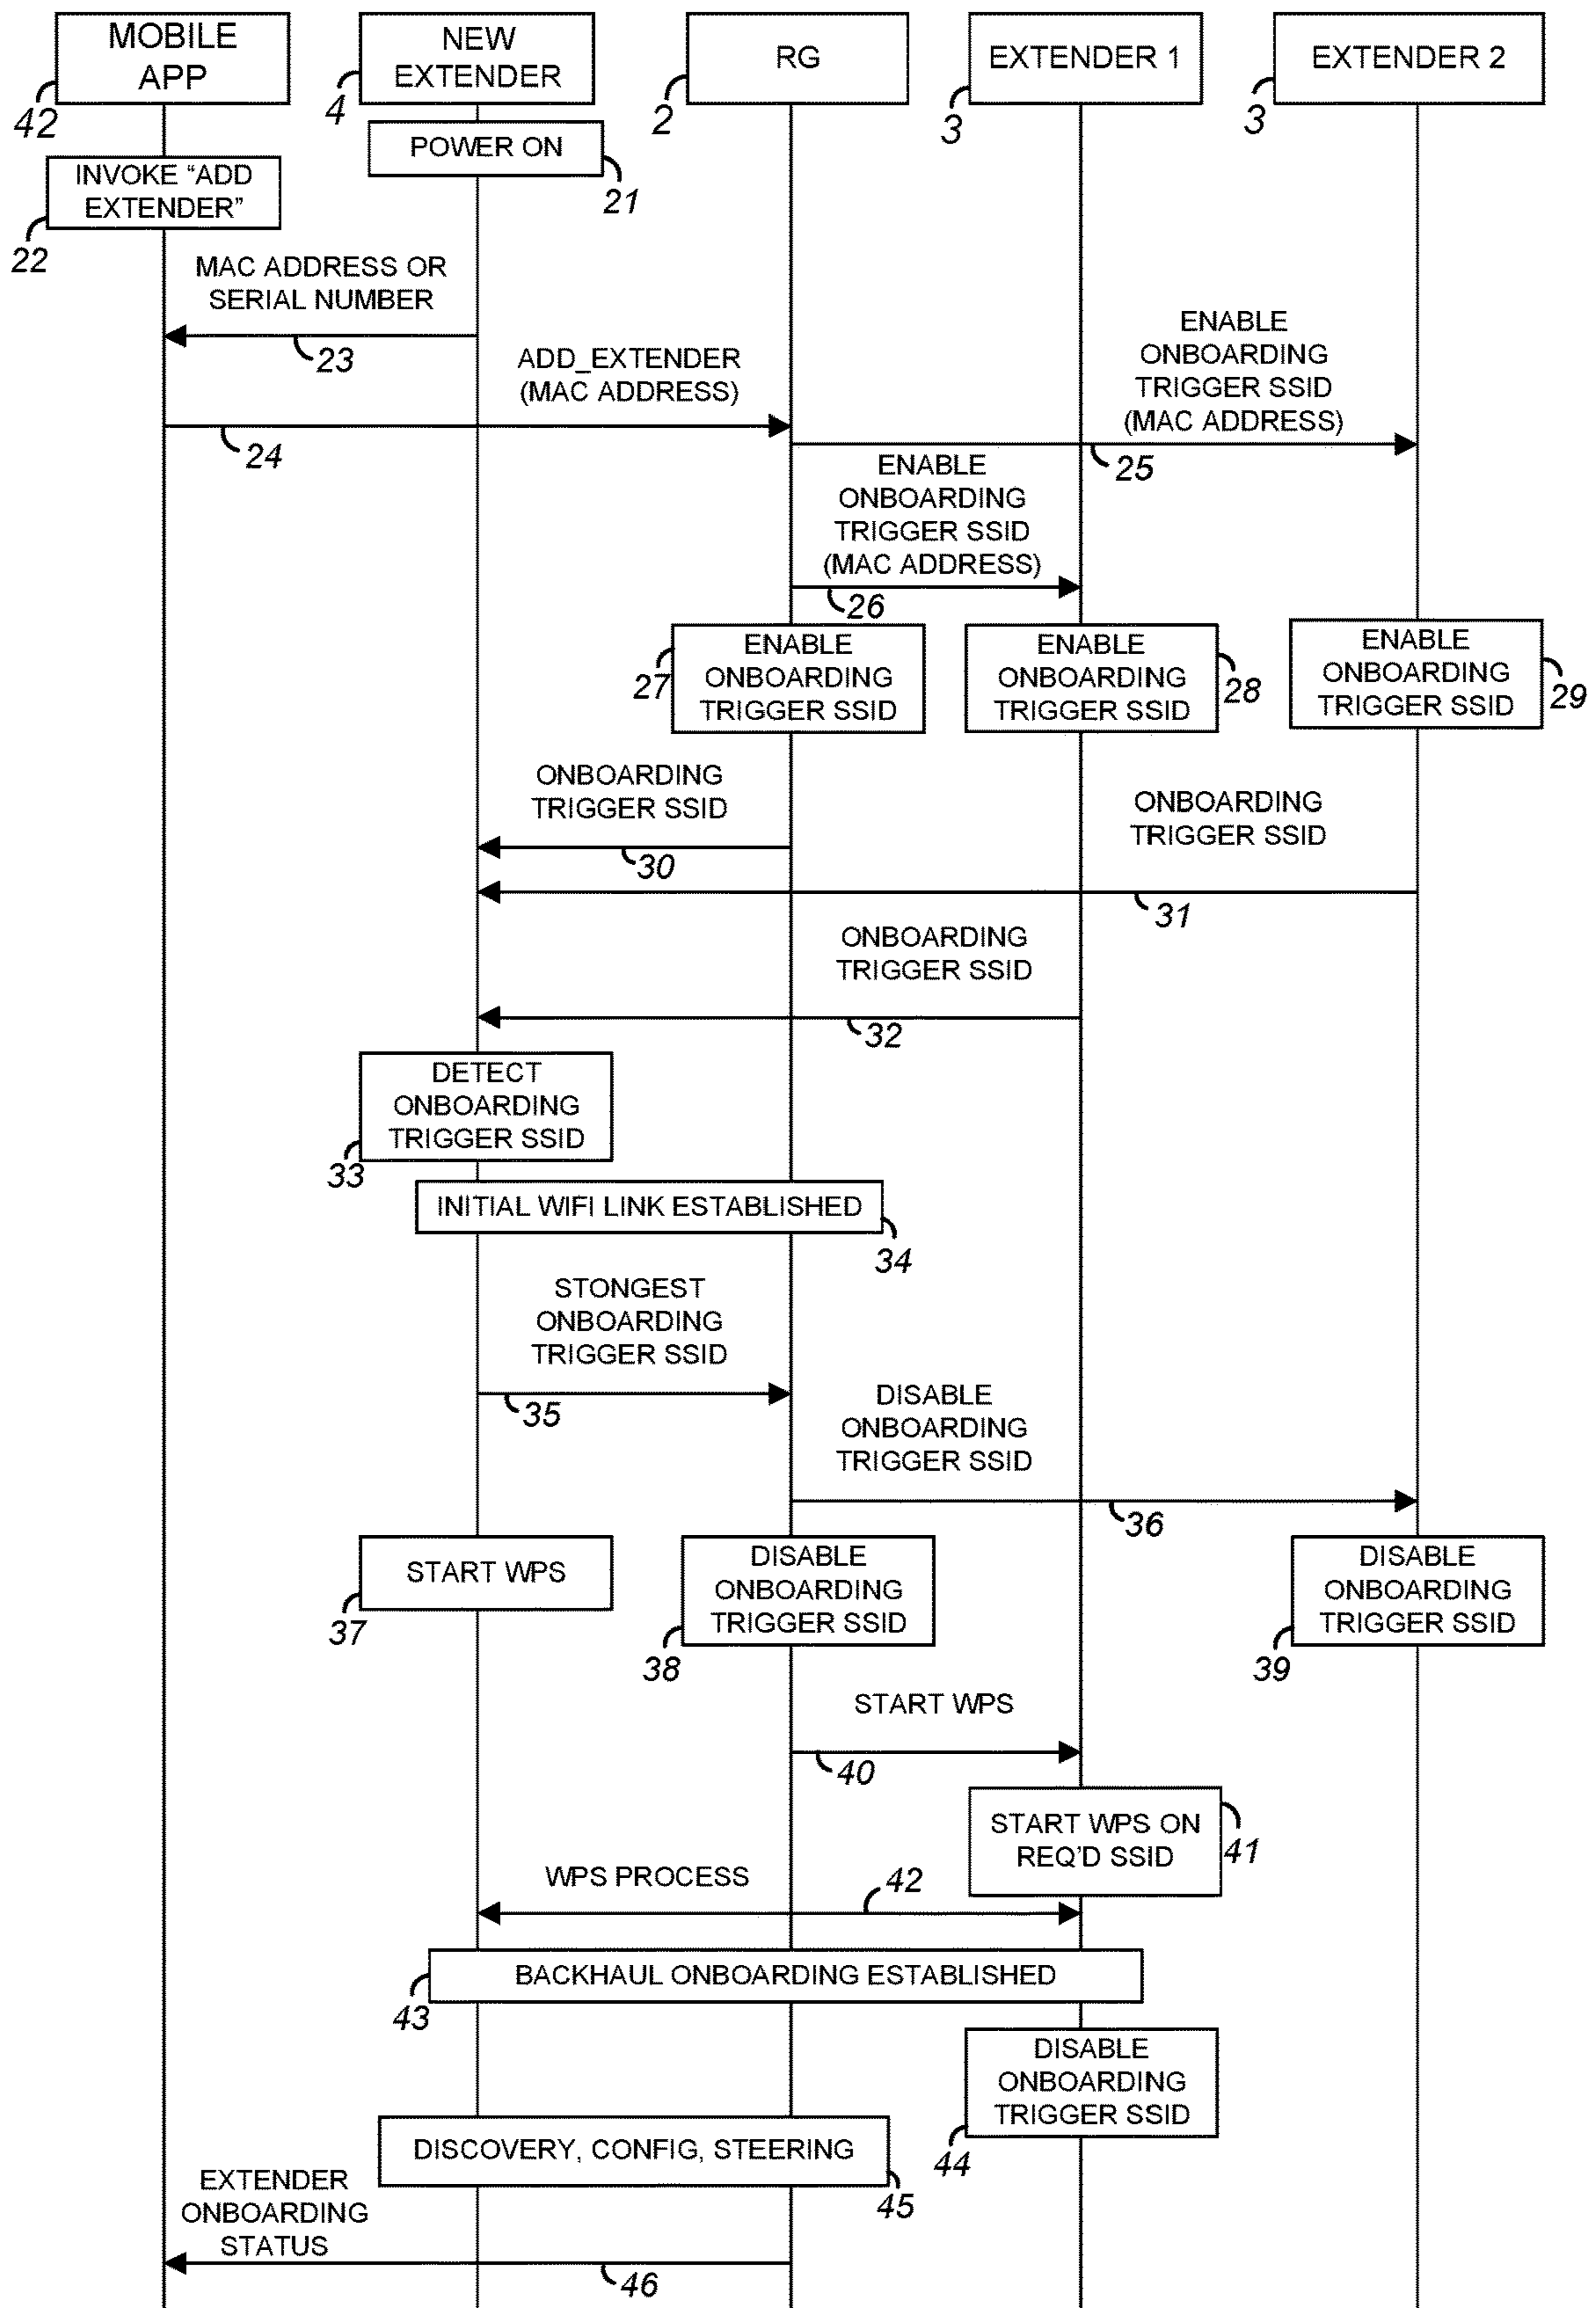 MOBILE
APP
42
NEW
EXTENDER
4
RG
2
EXTENDER 1
3
EXTENDER 2
3
POWER ON
21
INVOKE “ADD
EXTENDER”
22
MAC ADDRESS OR
SERIAL NUMBER
23
ADD_EXTENDER
(MAC ADDRESS)
24
ENABLE
ONBOARDING
TRIGGER SSID
(MAC ADDRESS)
25
ENABLE
ONBOARDING
TRIGGER SSID
(MAC ADDRESS)
26
ENABLE
ONBOARDING
TRIGGER SSID
27
ENABLE
ONBOARDING
TRIGGER SSID
28
ENABLE
ONBOARDING
TRIGGER SSID
29
ONBOARDING
TRIGGER SSID
30
ONBOARDING
TRIGGER SSID
31
ONBOARDING
TRIGGER SSID
32
DETECT
ONBOARDING
TRIGGER SSID
33
INITIAL WIFI LINK ESTABLISHED
34
STONGEST
ONBOARDING
TRIGGER SSID
35
DISABLE
ONBOARDING
TRIGGER SSID
36
START WPS
37
DISABLE
ONBOARDING
TRIGGER SSID
38
DISABLE
ONBOARDING
TRIGGER SSID
39
START WPS
40
START WPS ON
REQ’D SSID
41
WPS PROCESS
42
BACKHAUL ONBOARDING ESTABLISHED
43
DISABLE
ONBOARDING
TRIGGER SSID
44
DISCOVERY, CONFIG, STEERING
45
EXTENDER
ONBOARDING
STATUS
46